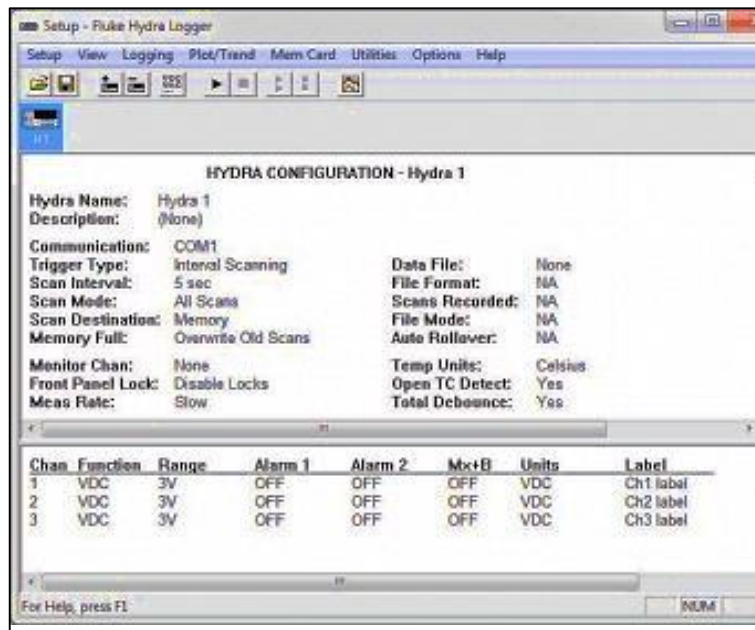 Setup - Fluke Hydra Logger
Setup View Logging Plot/Trend Mem Card Utilities Options Help
H1
HYDRA CONFIGURATION - Hydra 1
Hydra Name: Hydra 1
Description: (None)
Communication: COM1
Trigger Type: Interval Scanning Data File: None
Scan Interval: 5 sec File Format: NA
Scan Mode: All Scans Scans Recorded: NA
Scan Destination: Memory File Mode: NA
Memory Full: Overwrite Old Scans Auto Rollover: NA
Monitor Chan: None Temp Units: Celsius
Front Panel Lock: Disable Locks Open TC Detect: Yes
Meas Rate: Slow Total Debounce: Yes
Chan Function Range Alarm 1 Alarm 2 Mx+B Units Label
1 VDC 3V OFF OFF OFF VDC Ch1 label
2 VDC 3V OFF OFF OFF VDC Ch2 label
3 VDC 3V OFF OFF OFF VDC Ch3 label
For Help, press F1 NUM